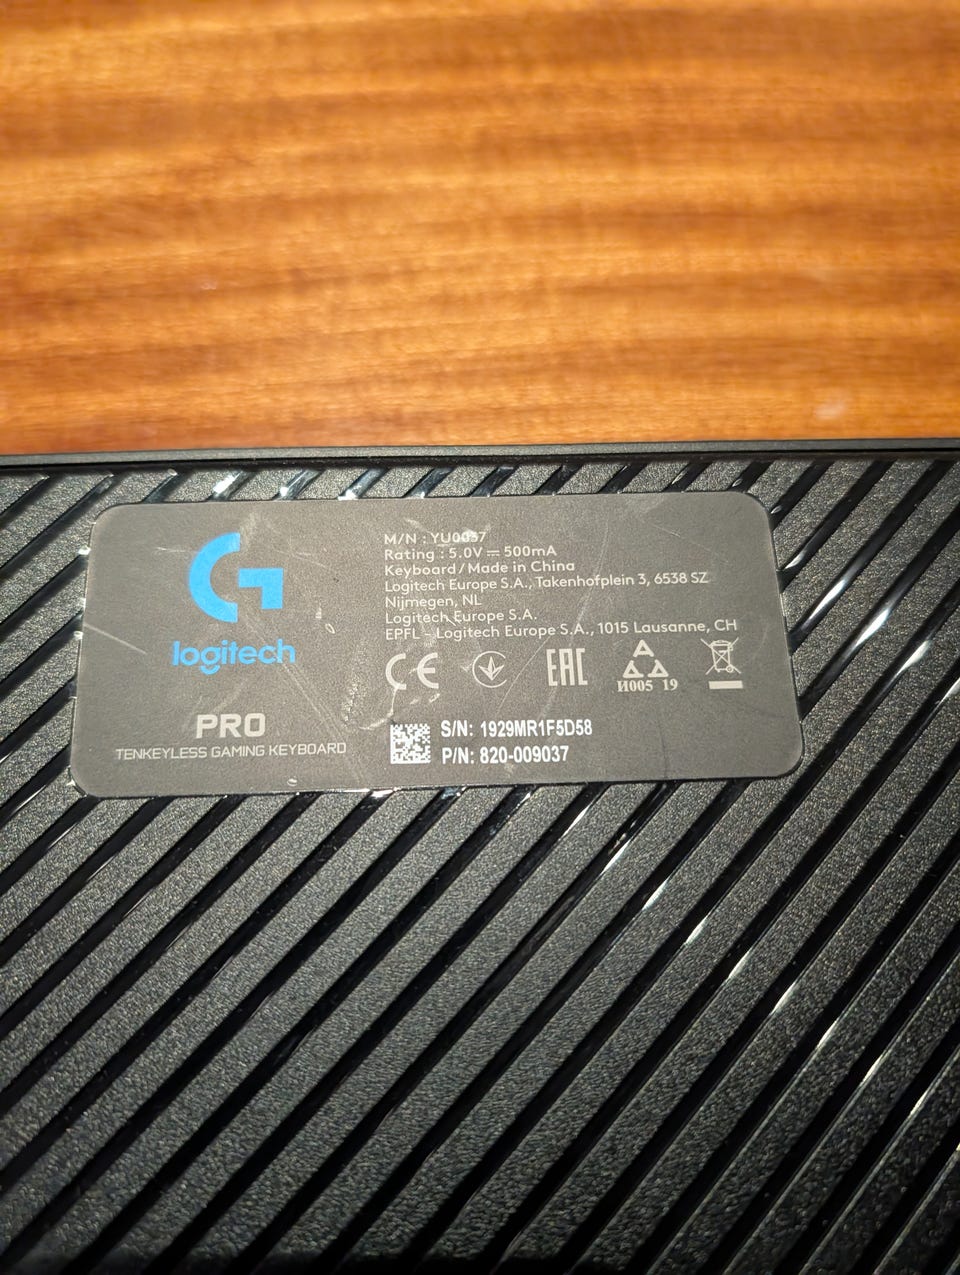 logitech
PRO
TENKEYLESS GAMING KEYBOARD
M/N : YU0037
Rating : 5.0V ⎓ 500mA
Keyboard / Made in China
Logitech Europe S.A., Takenhofplein 3, 6538 SZ
Nijmegen, NL
Logitech Europe S.A.
EPFL - Logitech Europe S.A., 1015 Lausanne, CH
CE EAC
И005 19
S/N: 1929MR1F5D58
P/N: 820-009037